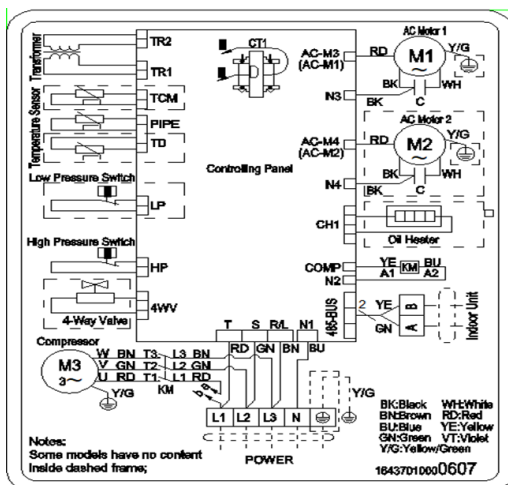 Transformer
TR2
TR1
CT1
AC-M3
(AC-M1)
RD
AC Motor 1
M1
Y/G
BK
WH
N3
BK
C
Temperature Sensor
TCM
PIPE
TD
AC-M4
(AC-M2)
RD
AC Motor 2
M2
Y/G
BK
WH
N4
BK
C
Controlling Panel
Low Pressure Switch
LP
CH1
Oil Heater
High Pressure Switch
HP
COMP
YE
KM
BU
N2
A1
A2
4WV
4-Way Valve
485-BUS
2
YE
GN
B
A
Indoor Unit
T S R/L N1
RD GN BN BU
Compressor
M3
3~
W BN T3 L3 BN
V GN T2 L2 GN
U RD T1 L1 RD
KM
a
b
Y/G
Y/G
L1 L2 L3 N
POWER
Notes:
Some models have no content
inside dashed frame;
BK:Black WH:White
BN:Brown RD:Red
BU:Blue YE:Yellow
GN:Green VT:Violet
Y/G:Yellow/Green
16437010000607